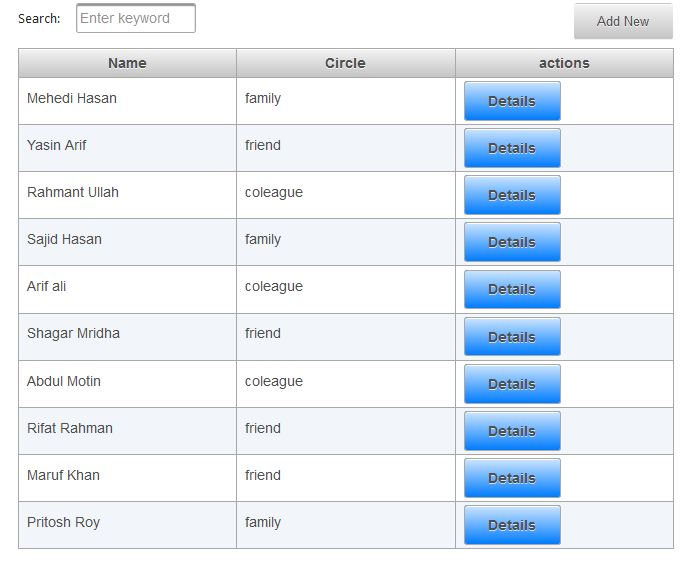 Search: Enter keyword Add New
Name Circle actions
Mehedi Hasan family Details
Yasin Arif friend Details
Rahmant Ullah coleague Details
Sajid Hasan family Details
Arif ali coleague Details
Shagar Mridha friend Details
Abdul Motin coleague Details
Rifat Rahman friend Details
Maruf Khan friend Details
Pritosh Roy family Details